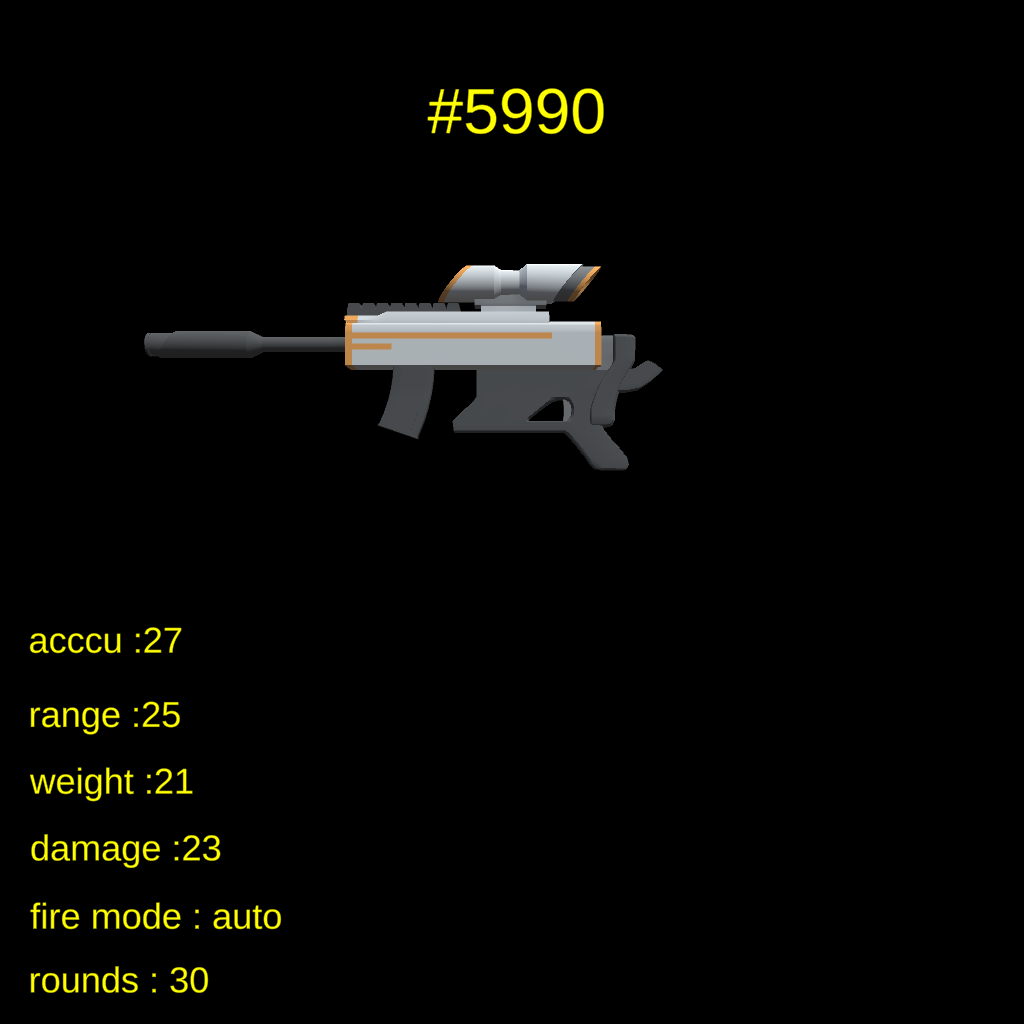 #5990
acccu :27
range :25
weight :21
damage :23
fire mode : auto
rounds : 30